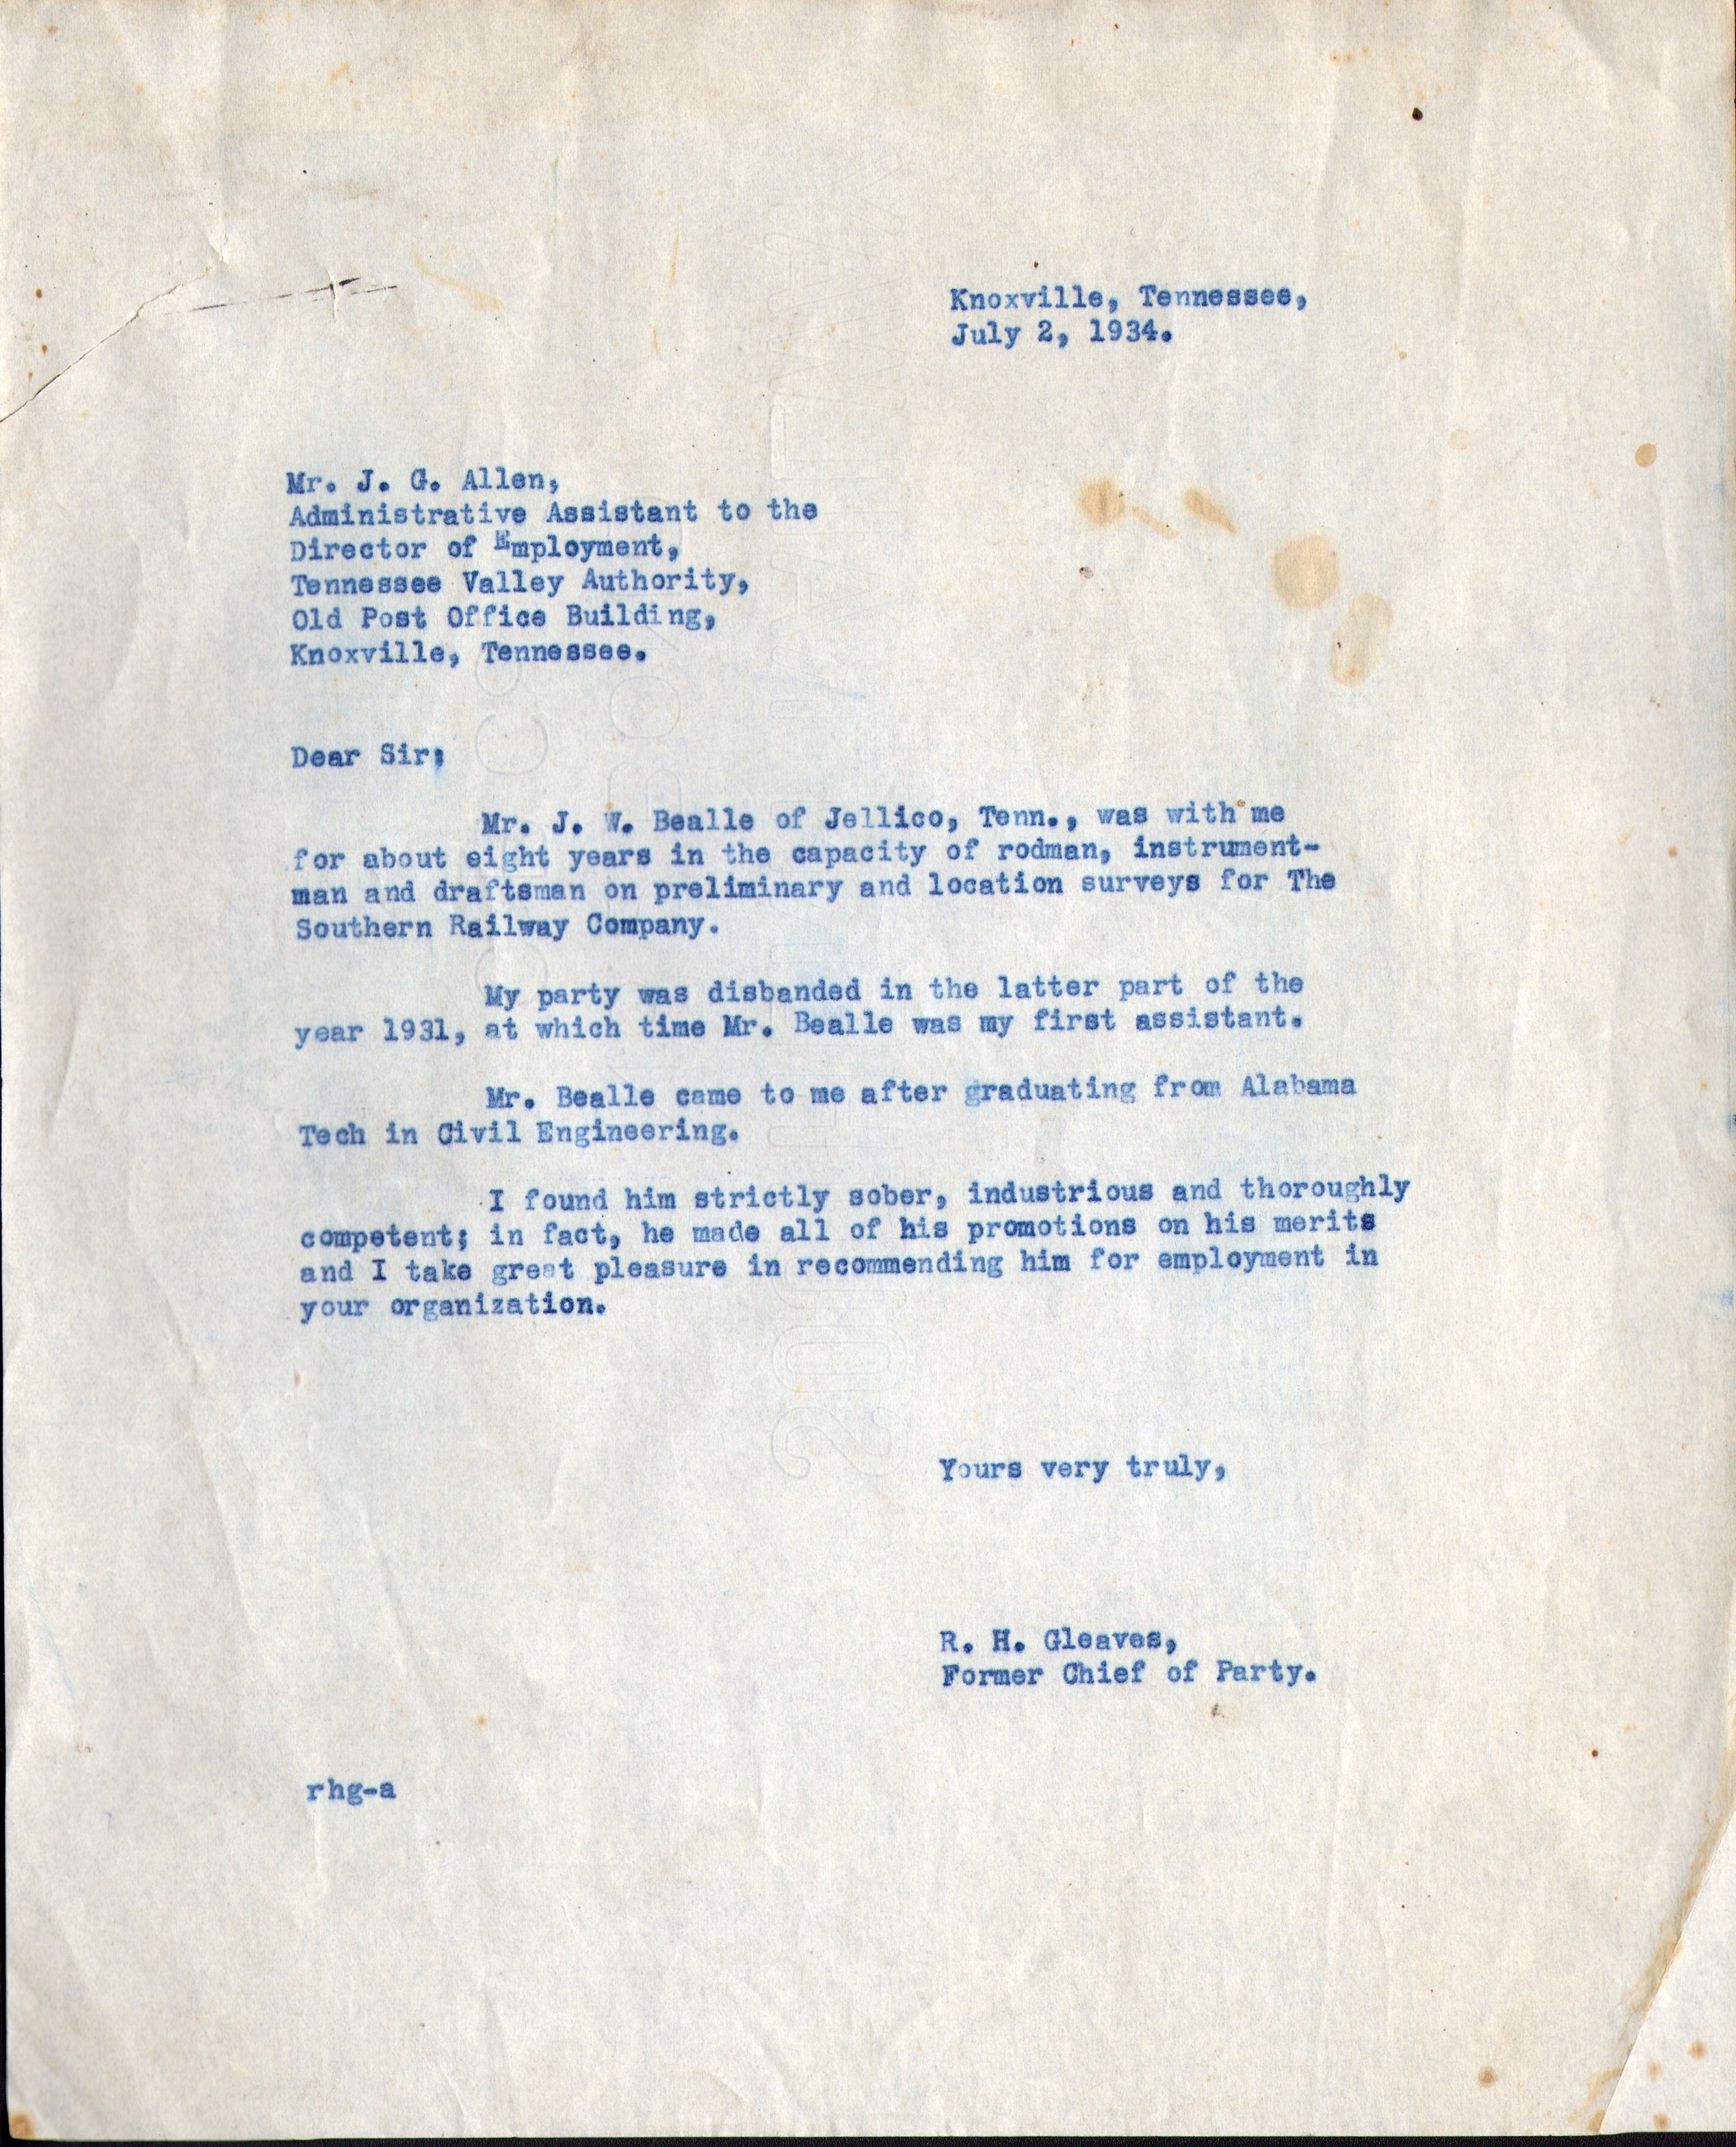 Knoxville, Tennessee,
July 2, 1934.
Mr. J. G. Allen,
Administrative Assistant to the
Director of Employment,
Tennessee Valley Authority,
Old Post Office Building,
Knoxville, Tennessee.
Dear Sir:
Mr. J. W. Bealle of Jellico, Tenn., was with me
for about eight years in the capacity of rodman, instrument-
man and draftsman on preliminary and location surveys for The
Southern Railway Company.
My party was disbanded in the latter part of the
year 1931, at which time Mr. Bealle was my first assistant.
Mr. Bealle came to me after graduating from Alabama
Tech in Civil Engineering.
I found him strictly sober, industrious and thoroughly
competent; in fact, he made all of his promotions on his merits
and I take great pleasure in recommending him for employment in
your organization.
Yours very truly,
R. H. Gleaves,
Former Chief of Party.
rhg-a